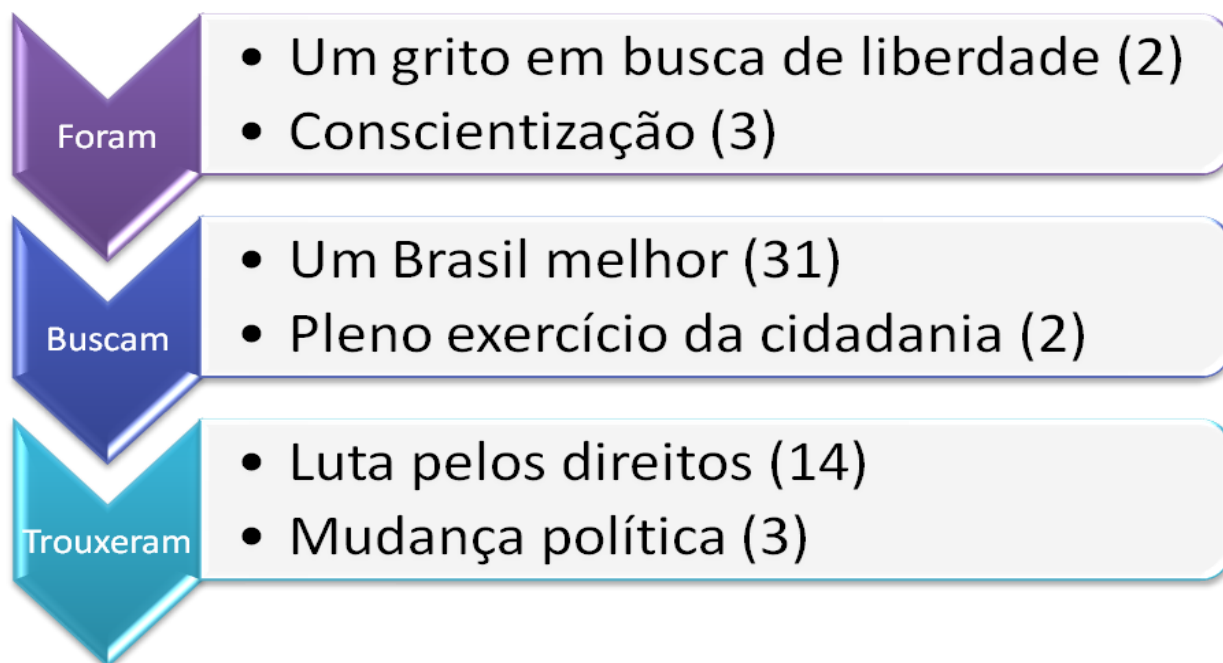 Foram
• Um grito em busca de liberdade (2)
• Conscientização (3)
Buscam
• Um Brasil melhor (31)
• Pleno exercício da cidadania (2)
Trouxeram
• Luta pelos direitos (14)
• Mudança política (3)